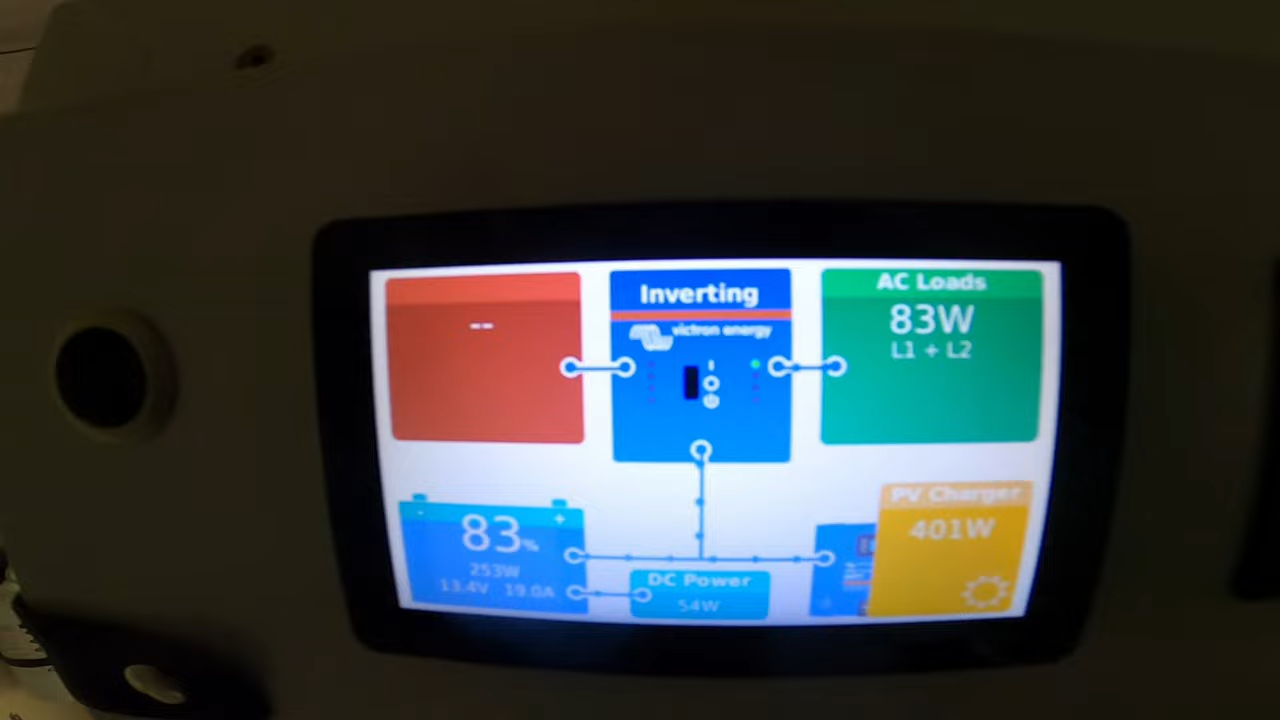 --
Inverting
victron energy
AC Loads
83W
L1 + L2
83%
253W
13.4V 19.0A
DC Power
54W
PV Charger
401W